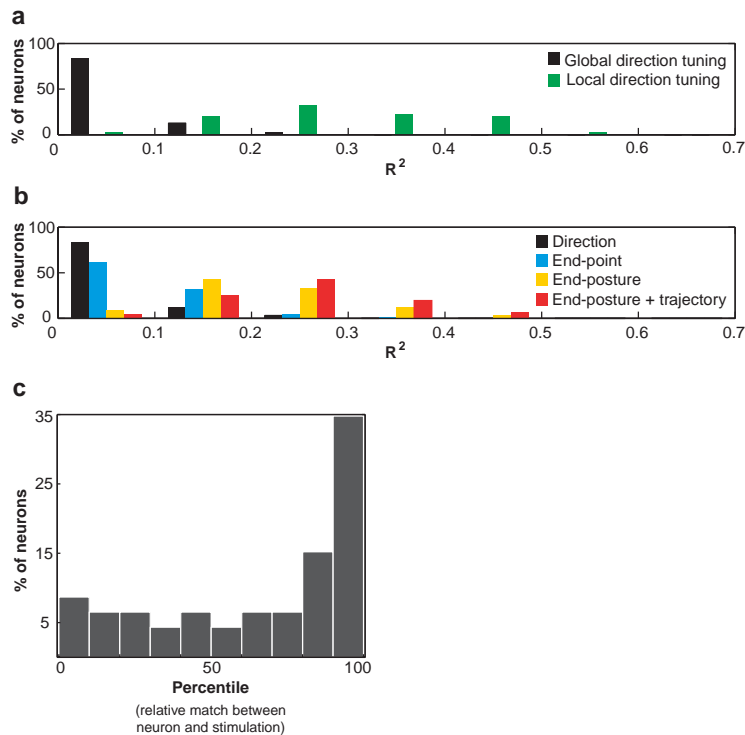 a
100
50
0
% of neurons
Global direction tuning
Local direction tuning
0 0.1 0.2 0.3 0.4 0.5 0.6 0.7
R²
b
100
50
0
% of neurons
Direction
End-point
End-posture
End-posture + trajectory
0 0.1 0.2 0.3 0.4 0.5 0.6 0.7
R²
c
35
25
15
5
% of neurons
0 50 100
Percentile
(relative match between
neuron and stimulation)